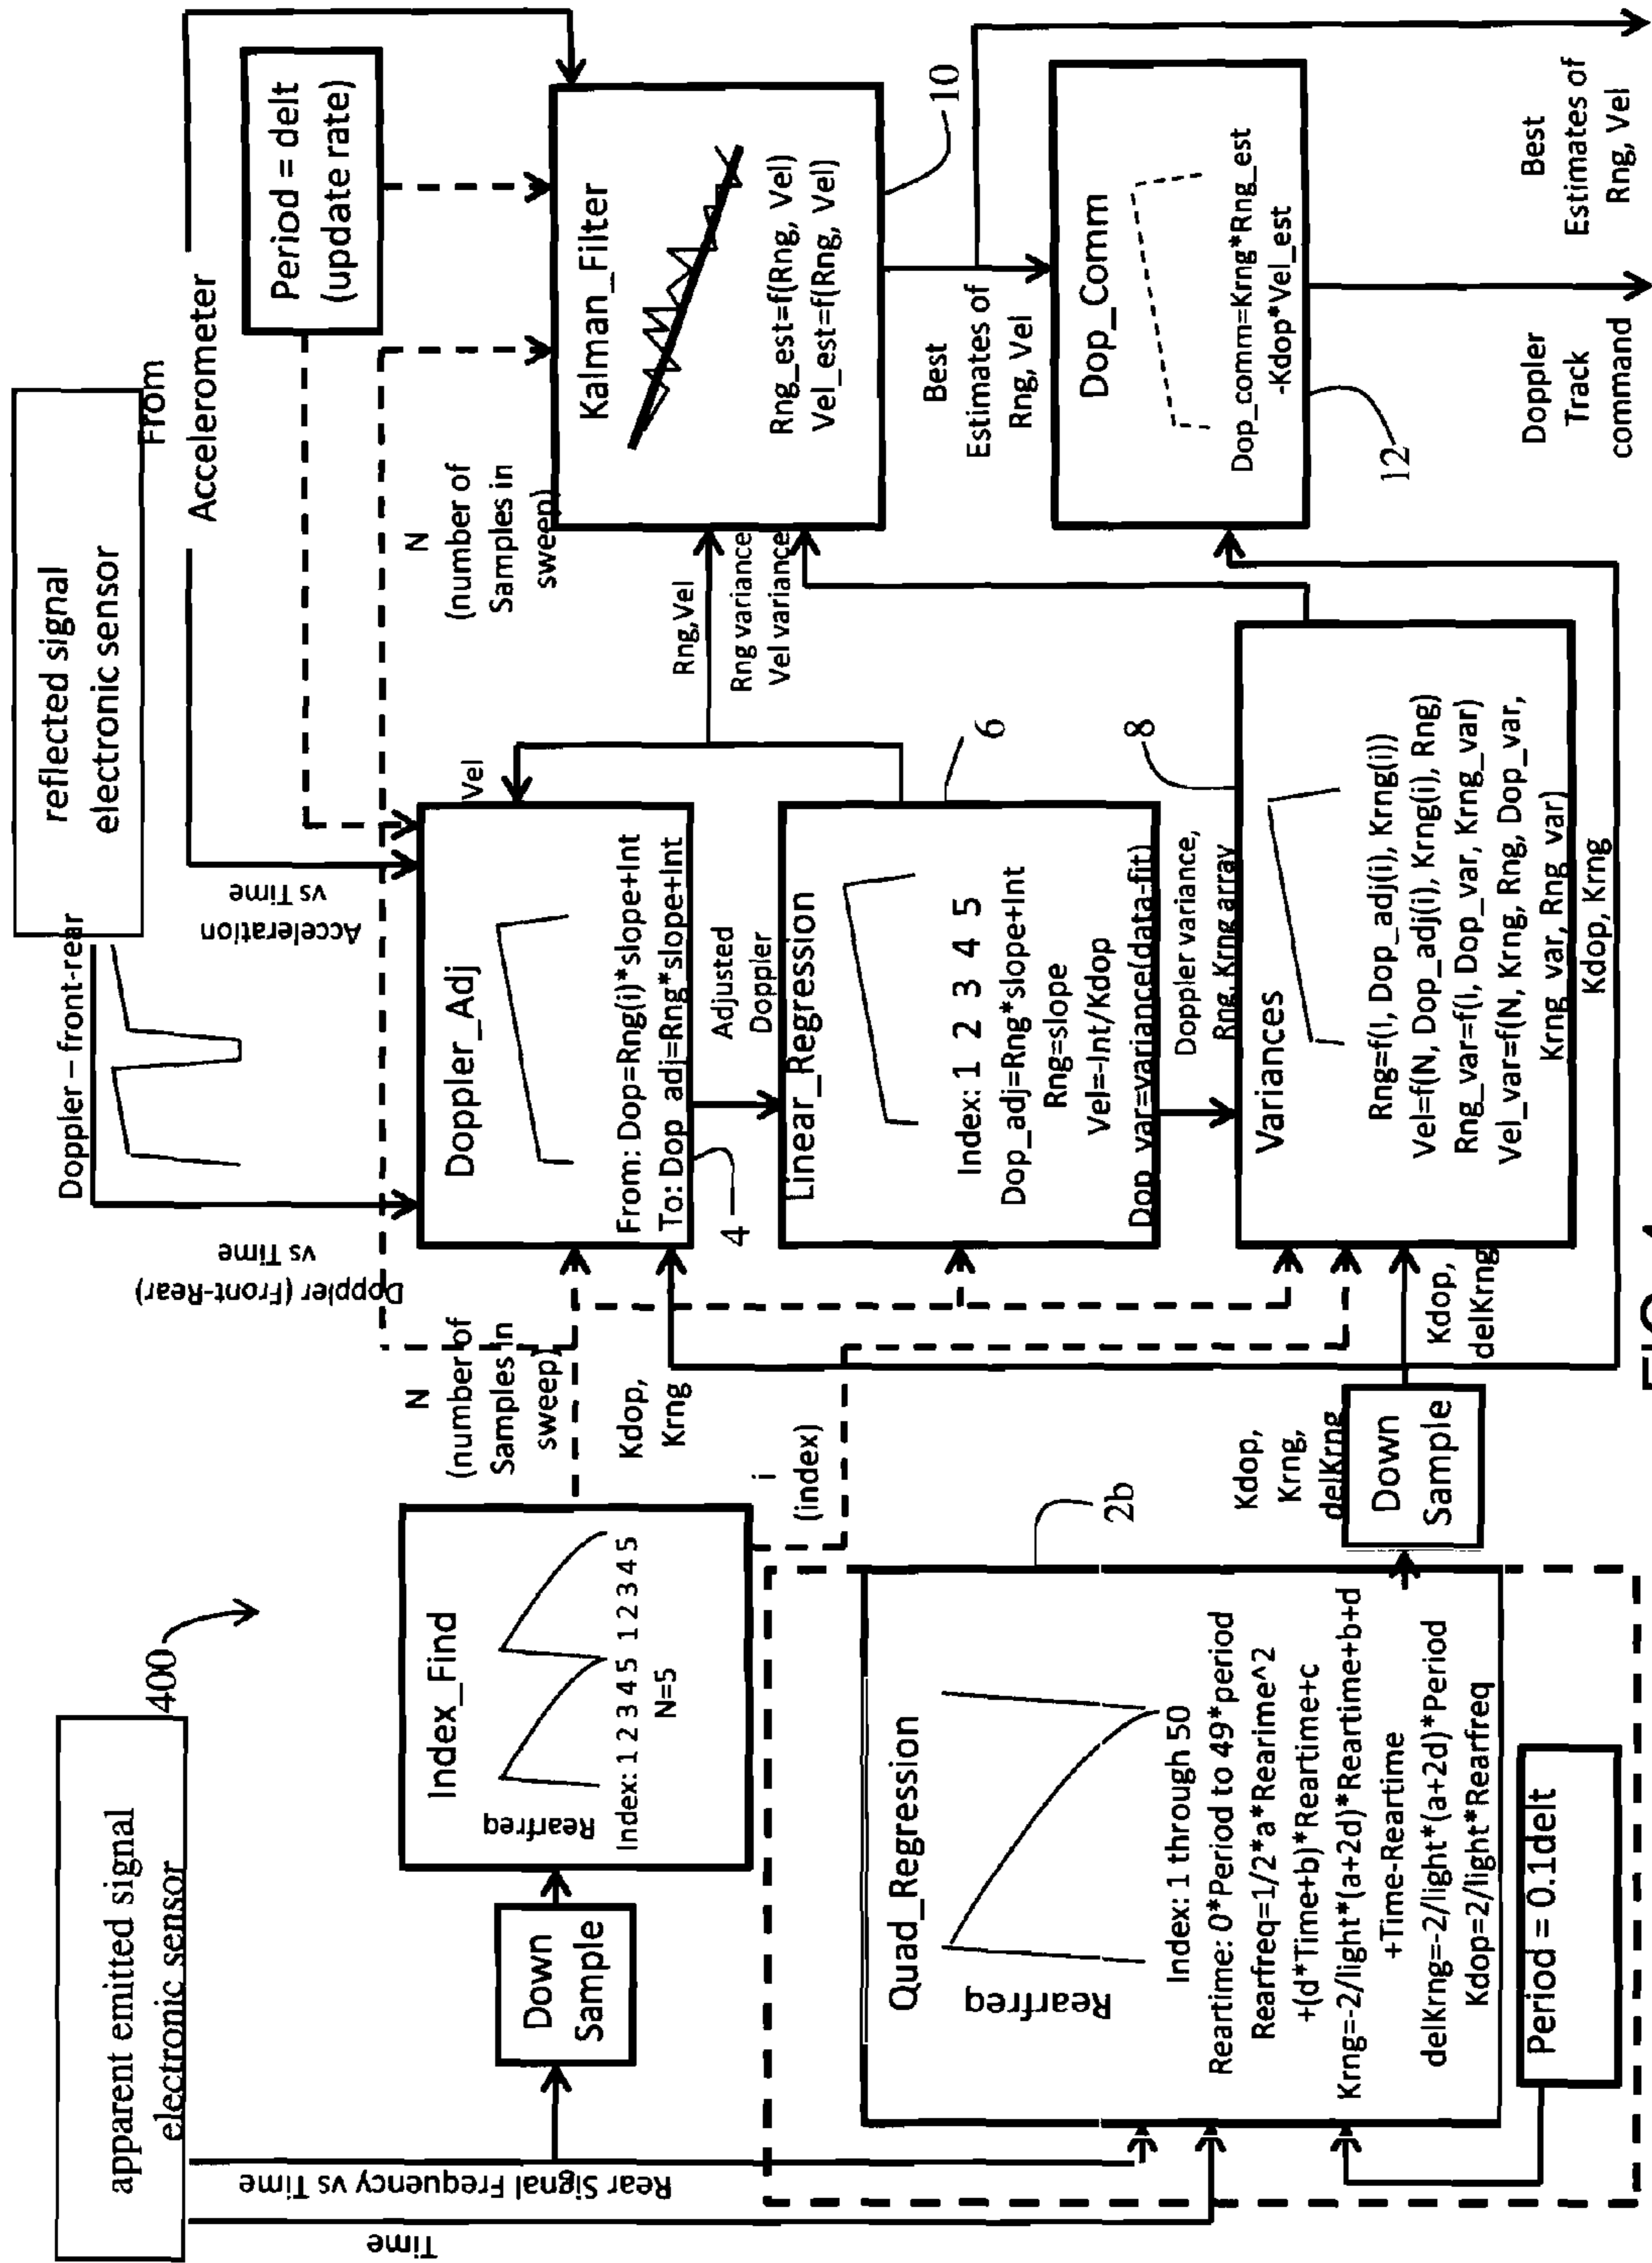 apparent emitted signal
electronic sensor
400
Time
Rear Signal Frequency vs Time
Down
Sample
Index_Find
Rearfreq
Index: 1 2 3 4 5 1 2 3 4 5
N=5
N
(number of
Samples in
sweep)
Kdop,
Krng
i
(index)
Quad_Regression
Rearfreq
Index: 1 through 50
Reartime: 0*Period to 49*period
Rearfreq=1/2*a*Rearime^2
+(d*Time+b)*Reartime+c
Krng=-2/light*(a+2d)*Reartime+b+d
+Time-Reartime
delKrng=-2/light*(a+2d)*Period
Kdop=2/light*Rearfreq
Period = 0.1delt
2b
Kdop,
Krng,
delKrng
Down
Sample
Kdop,
delKrng
reflected signal
electronic sensor
Doppler – front-rear
Doppler (Front-Rear)
vs Time
Acceleration
vs Time
From
Accelerometer
Period = delt
(update rate)
Doppler_Adj
From: Dop=Rng(i)*slope+Int
To: Dop_adj=Rng*slope+Int
4
Vel
Adjusted
Doppler
Linear_Regression
Index: 1 2 3 4 5
Dop_adj=Rng*slope+Int
Rng=slope
Vel=-Int/Kdop
Dop_var=variance(data-fit)
6
Doppler variance,
Rng, Krng array
Variances
Rng=f(i, Dop_adj(i), Krng(i))
Vel=f(N, Dop_adj(i), Krng(i), Rng)
Rng_var=f(i, Dop_var, Krng_var)
Vel_var=f(N, Krng, Rng, Dop_var,
Krng_var, Rng_var)
8
Kdop, Krng
N
(number of
Samples in
sweep)
Rng,Vel
Rng variance
Vel variance
Kalman_Filter
Rng_est=f(Rng, Vel)
Vel_est=f(Rng, Vel)
10
Best
Estimates of
Rng, Vel
Dop_Comm
Dop_comm=Krng*Rng_est
-Kdop*Vel_est
12
Doppler
Track
command
Best
Estimates of
Rng, Vel